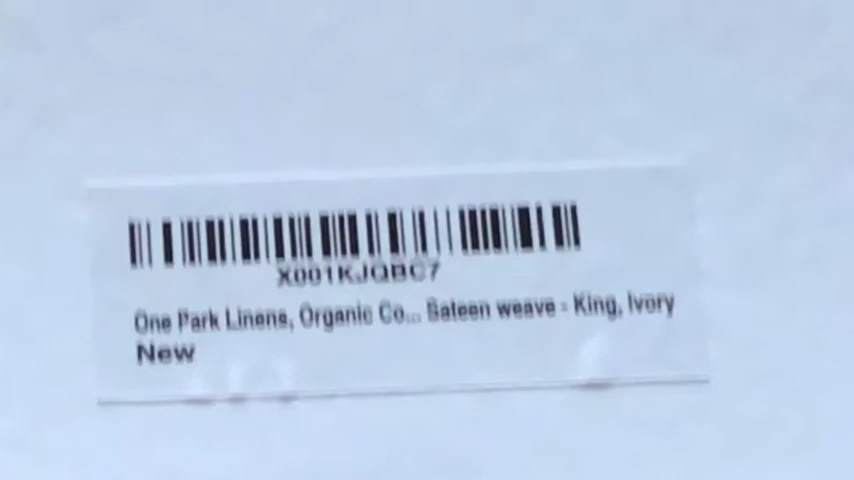 X001KJQBC7
One Park Linens, Organic Co... Sateen weave - King, Ivory
New